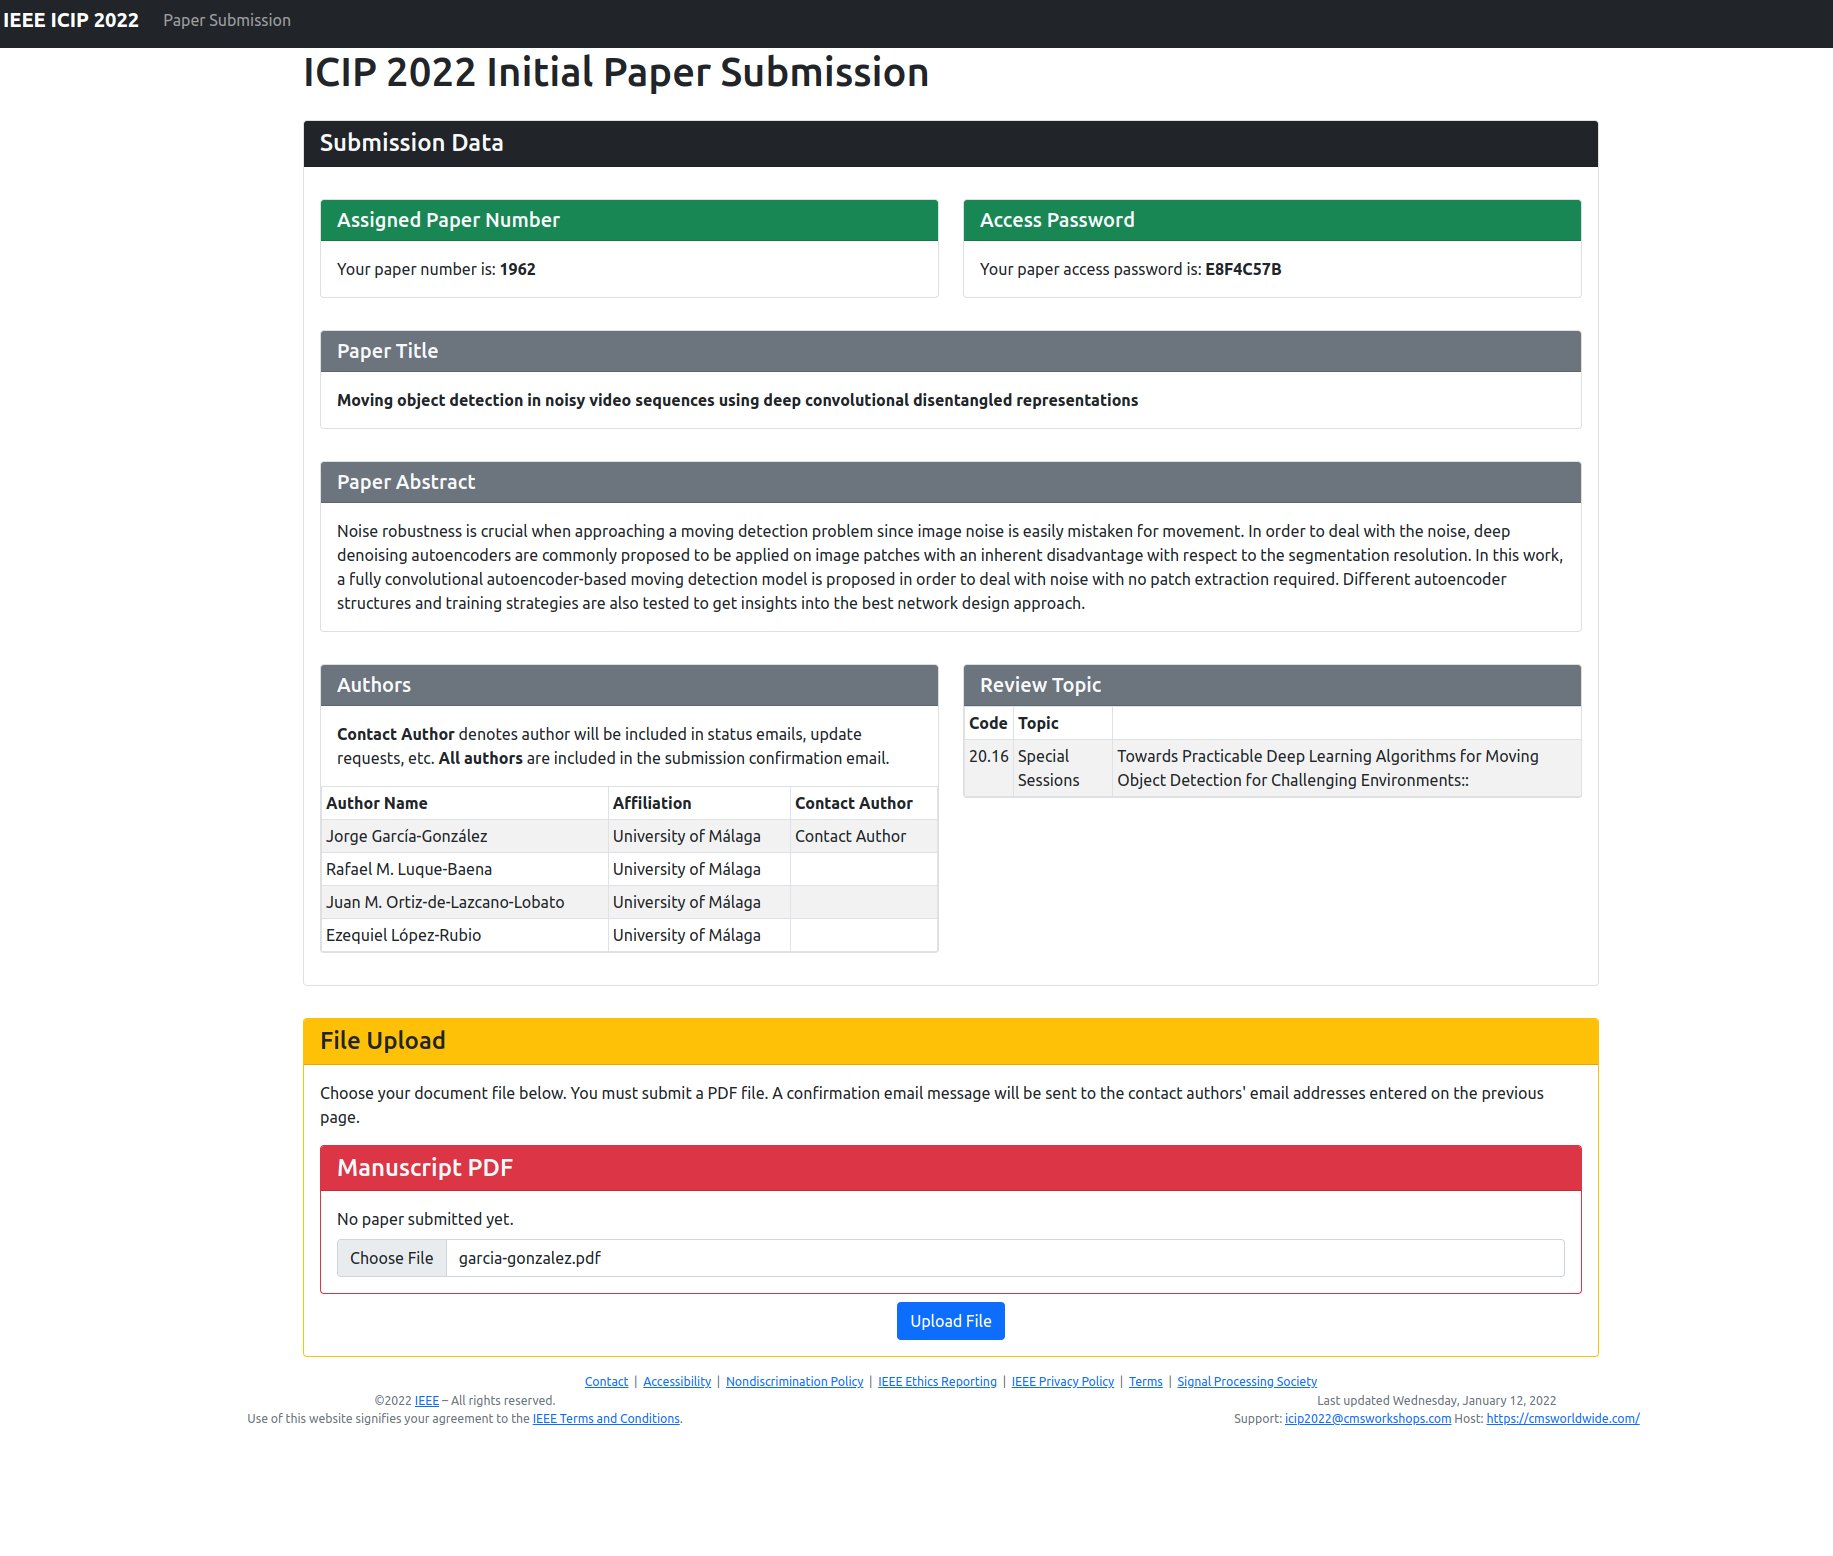 IEEE ICIP 2022 Paper Submission
ICIP 2022 Initial Paper Submission
Submission Data
Assigned Paper Number
Your paper number is: 1962
Access Password
Your paper access password is: E8F4C57B
Paper Title
Moving object detection in noisy video sequences using deep convolutional disentangled representations
Paper Abstract
Noise robustness is crucial when approaching a moving detection problem since image noise is easily mistaken for movement. In order to deal with the noise, deep
denoising autoencoders are commonly proposed to be applied on image patches with an inherent disadvantage with respect to the segmentation resolution. In this work,
a fully convolutional autoencoder-based moving detection model is proposed in order to deal with noise with no patch extraction required. Different autoencoder
structures and training strategies are also tested to get insights into the best network design approach.
Authors
Contact Author denotes author will be included in status emails, update
requests, etc. All authors are included in the submission confirmation email.
Author Name Affiliation Contact Author
Jorge García-González University of Málaga Contact Author
Rafael M. Luque-Baena University of Málaga
Juan M. Ortiz-de-Lazcano-Lobato University of Málaga
Ezequiel López-Rubio University of Málaga
Review Topic
Code Topic
20.16 Special Towards Practicable Deep Learning Algorithms for Moving
Sessions Object Detection for Challenging Environments::
File Upload
Choose your document file below. You must submit a PDF file. A confirmation email message will be sent to the contact authors' email addresses entered on the previous
page.
Manuscript PDF
No paper submitted yet.
Choose File garcia-gonzalez.pdf
Upload File
Contact | Accessibility | Nondiscrimination Policy | IEEE Ethics Reporting | IEEE Privacy Policy | Terms | Signal Processing Society
©2022 IEEE – All rights reserved.
Use of this website signifies your agreement to the IEEE Terms and Conditions.
Last updated Wednesday, January 12, 2022
Support: icip2022@cmsworkshops.com Host: https://cmsworldwide.com/